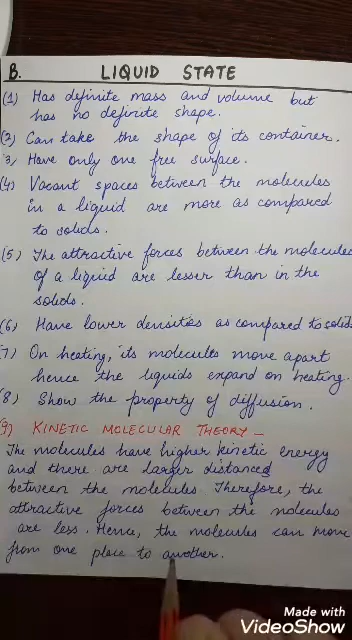 B. LIQUID STATE
(1) Has definite mass and volume but
has no definite shape.
(2) Can take the shape of its container.
3) Have only one free surface.
(4) Vacant spaces between the molecules
in a liquid are more as compared
to solids.
(5) The attractive forces between the molecules
of a liquid are lesser than in the
solids.
(6) Have lower densities as compared to solids
(7) On heating, its molecules move apart
hence the liquids expand on heating.
(8) Show the property of diffusion.
(9) KINETIC MOLECULAR THEORY -
The molecules have higher kinetic energy
and there are larger distances
between the molecules. Therefore, the
attractive forces between the molecules
are less. Hence, the molecules can move
from one place to another.
Made with
VideoShow